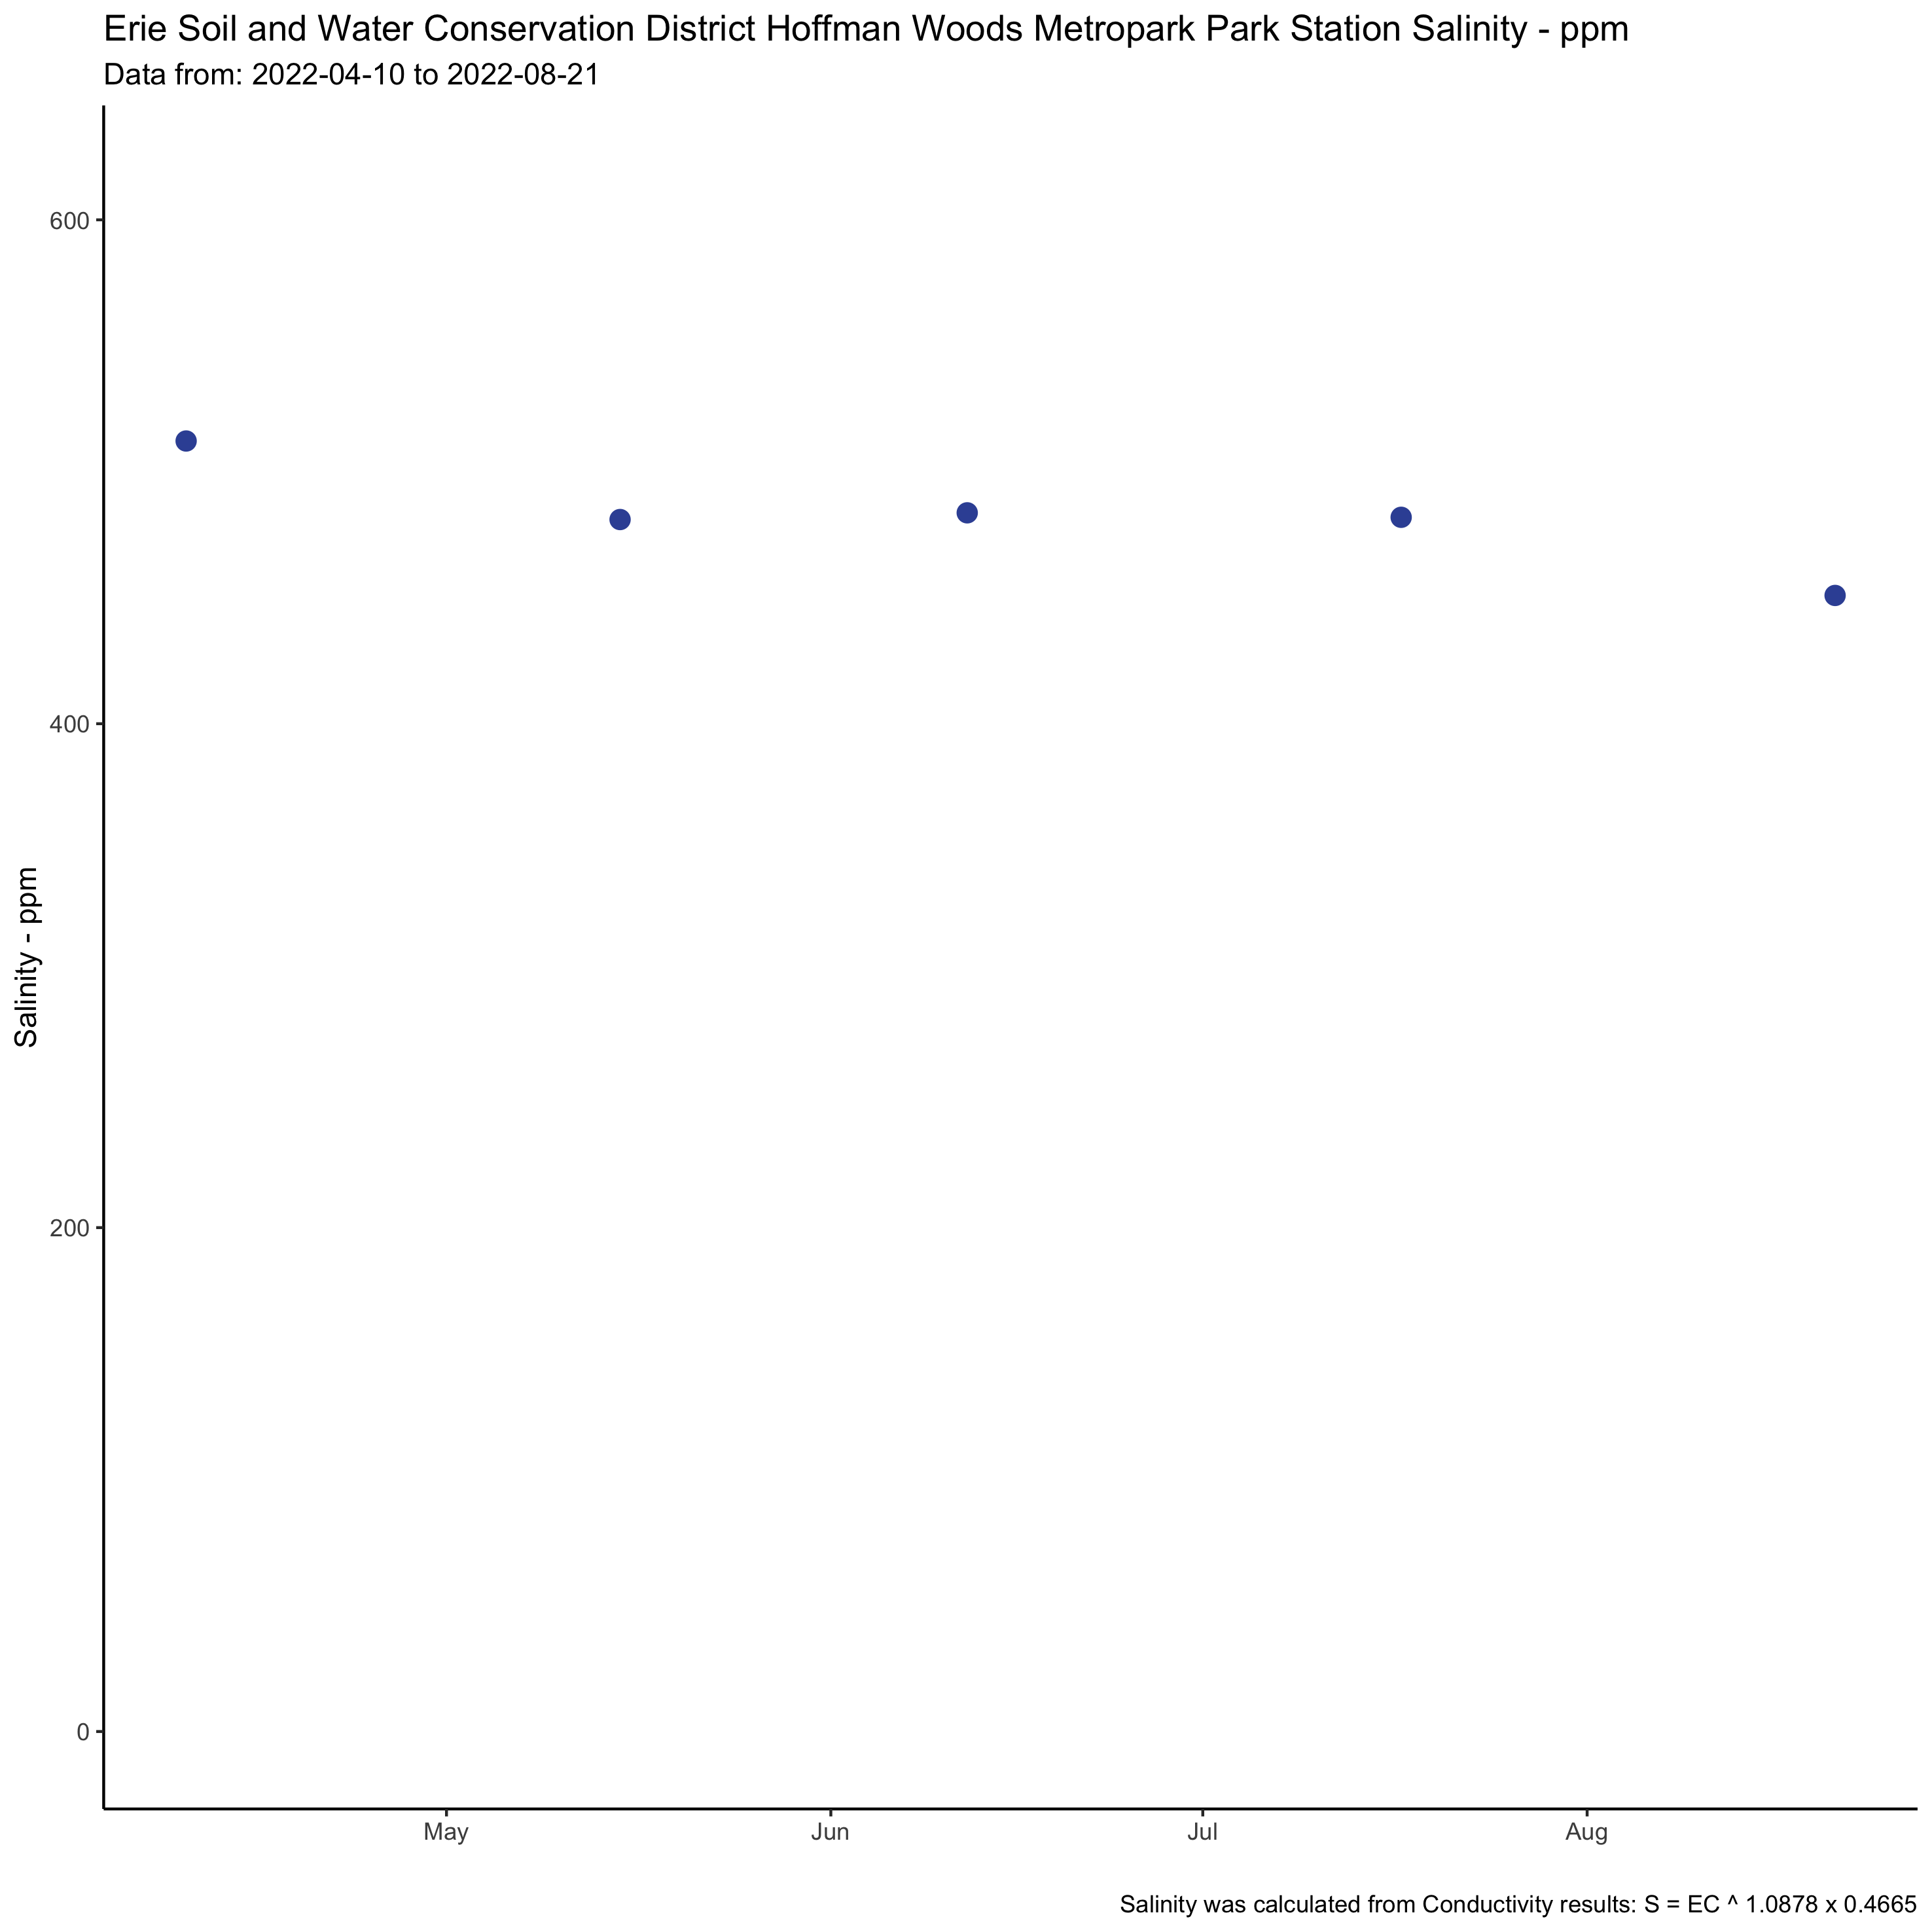 Erie Soil and Water Conservation District Hoffman Woods Metropark Park Station Salinity - ppm
Data from: 2022-04-10 to 2022-08-21
600
400
200
0
Salinity - ppm
May Jun Jul Aug
Salinity was calculated from Conductivity results: S = EC ^ 1.0878 x 0.4665